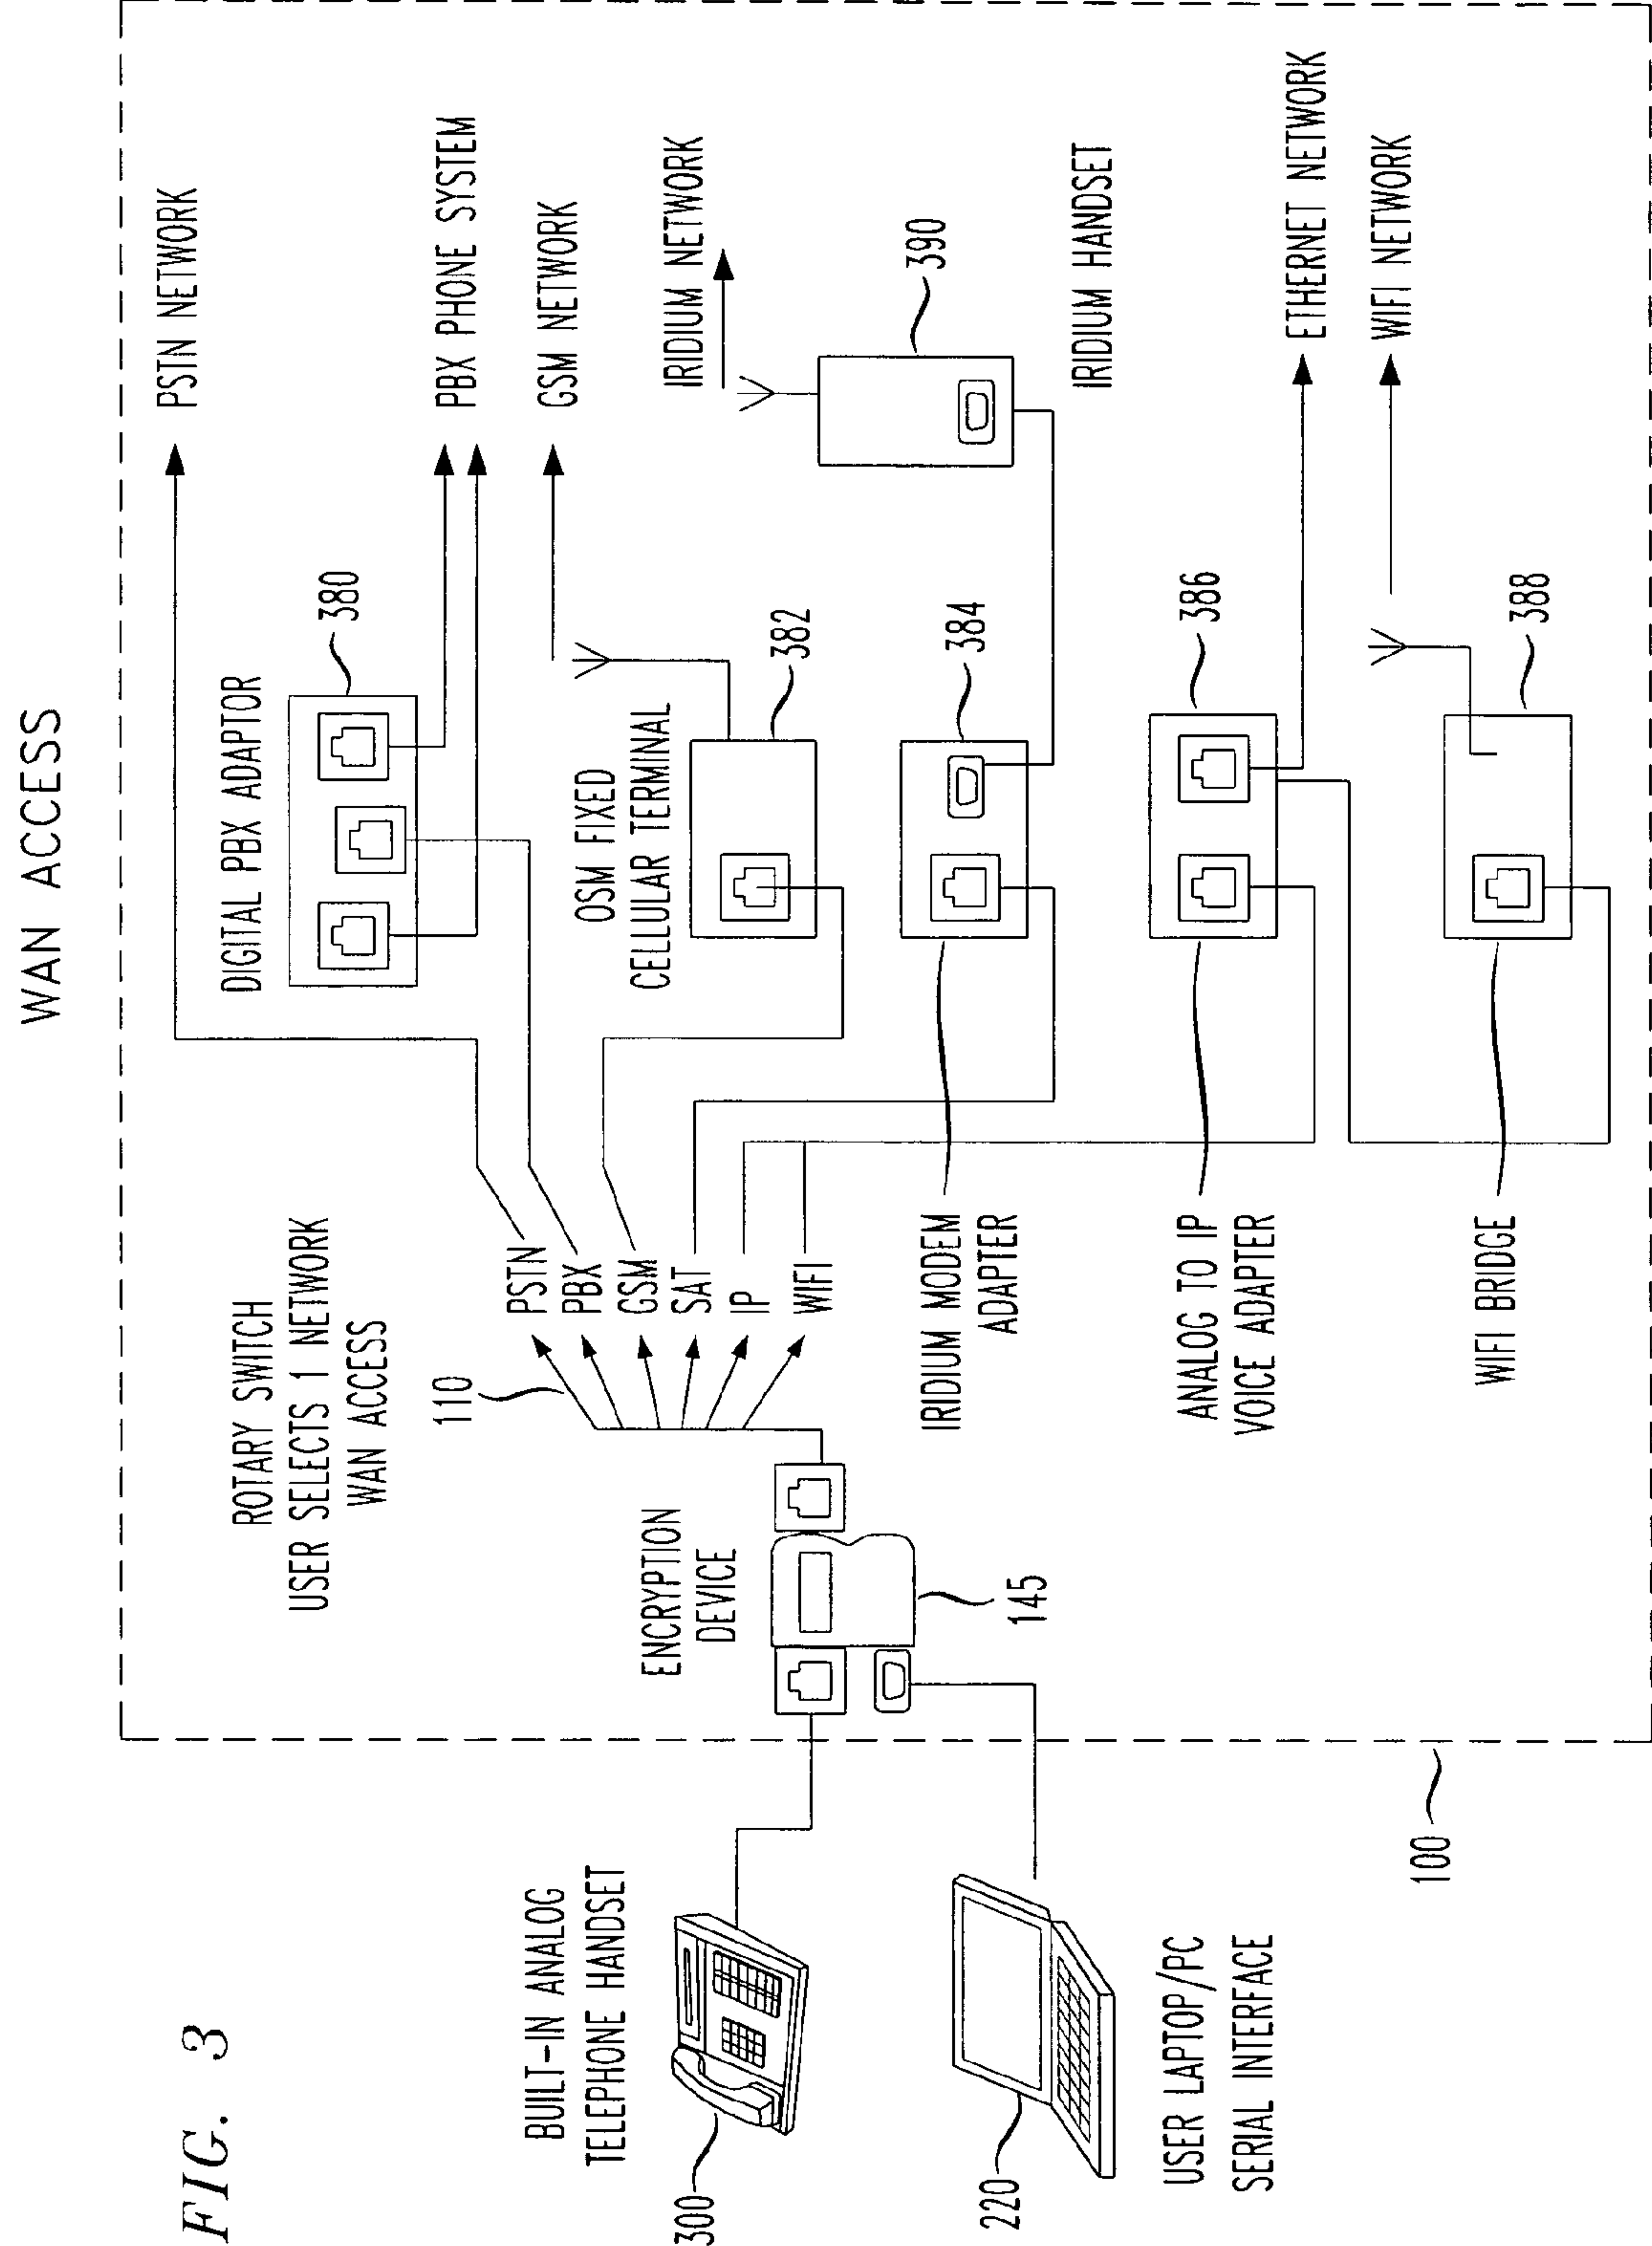 FIG. 3
WAN ACCESS
PSTN NETWORK
ROTARY SWITCH
USER SELECTS 1 NETWORK
WAN ACCESS
DIGITAL PBX ADAPTOR
380
PBX PHONE SYSTEM
110
BUILT-IN ANALOG
TELEPHONE HANDSET
300
ENCRYPTION
DEVICE
145
PSTN
PBX
GSM
SAT
IP
WIFI
OSM FIXED
CELLULAR TERMINAL
382
GSM NETWORK
IRIDIUM NETWORK
390
IRIDIUM HANDSET
384
IRIDIUM MODEM
ADAPTER
220
USER LAPTOP/PC
SERIAL INTERFACE
ANALOG TO IP
VOICE ADAPTER
386
ETHERNET NETWORK
WIFI NETWORK
100
WIFI BRIDGE
388